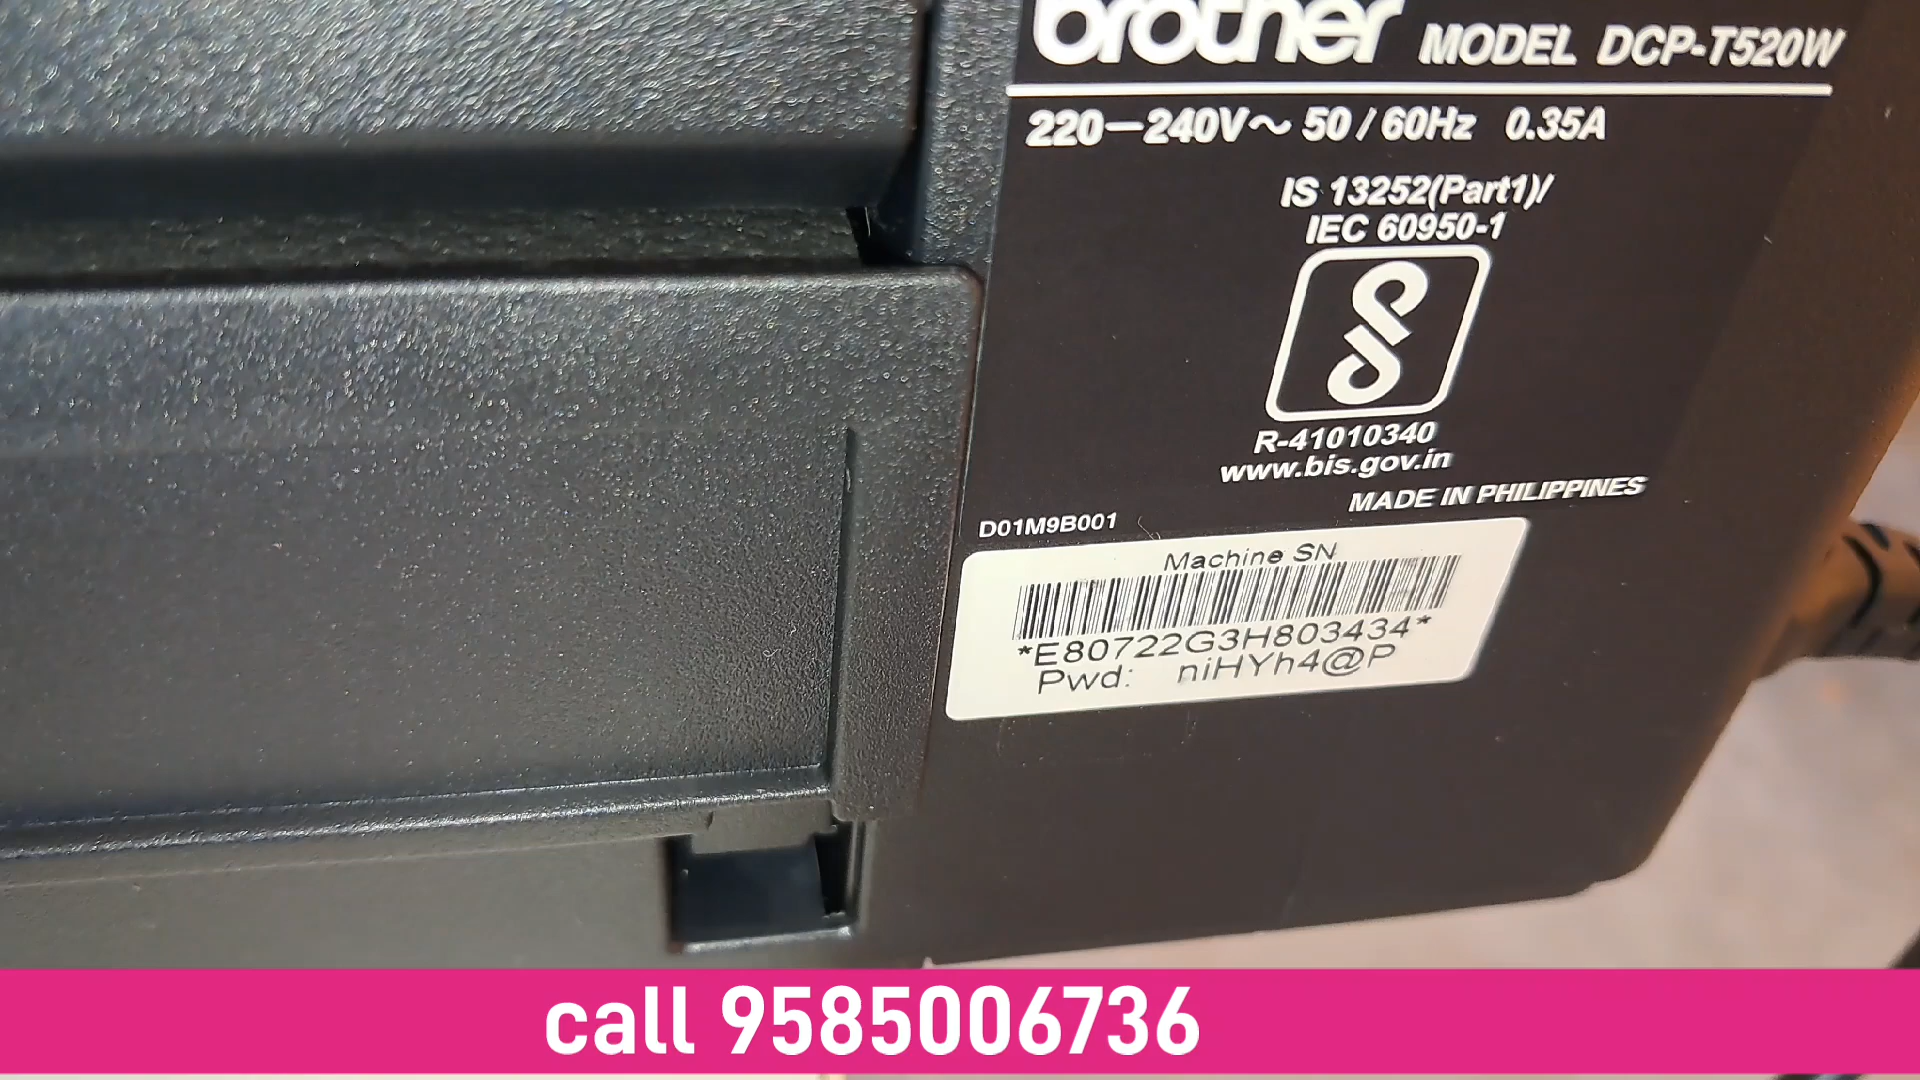 brother MODEL DCP-T520W
220-240V~ 50/60Hz 0.35A
IS 13252(Part1)/
IEC 60950-1
R-41010340
www.bis.gov.in
MADE IN PHILIPPINES
D01M9B001
Machine SN
*E80722G3H803434*
Pwd: niHYh4@P
call 9585006736